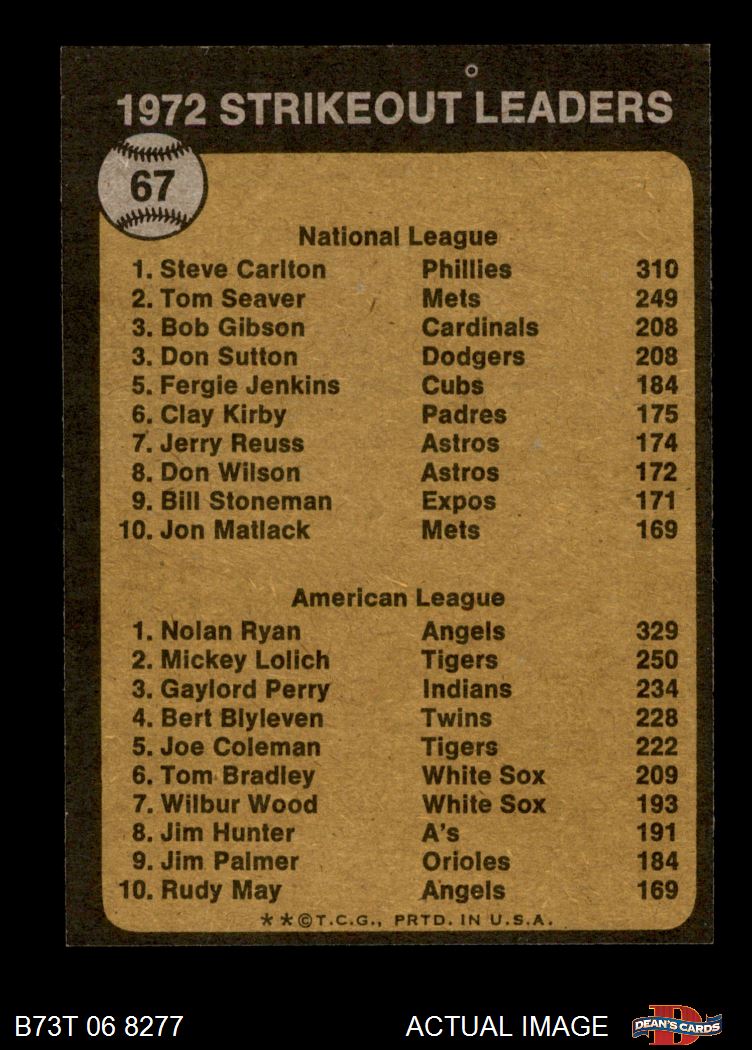 1972 STRIKEOUT LEADERS
67
National League
1. Steve Carlton Phillies 310
2. Tom Seaver Mets 249
3. Bob Gibson Cardinals 208
3. Don Sutton Dodgers 208
5. Fergie Jenkins Cubs 184
6. Clay Kirby Padres 175
7. Jerry Reuss Astros 174
8. Don Wilson Astros 172
9. Bill Stoneman Expos 171
10. Jon Matlack Mets 169
American League
1. Nolan Ryan Angels 329
2. Mickey Lolich Tigers 250
3. Gaylord Perry Indians 234
4. Bert Blyleven Twins 228
5. Joe Coleman Tigers 222
6. Tom Bradley White Sox 209
7. Wilbur Wood White Sox 193
8. Jim Hunter A's 191
9. Jim Palmer Orioles 184
10. Rudy May Angels 169
**©T.C.G., PRTD. IN U.S.A.
B73T 06 8277 ACTUAL IMAGE D DEAN'S CARDS